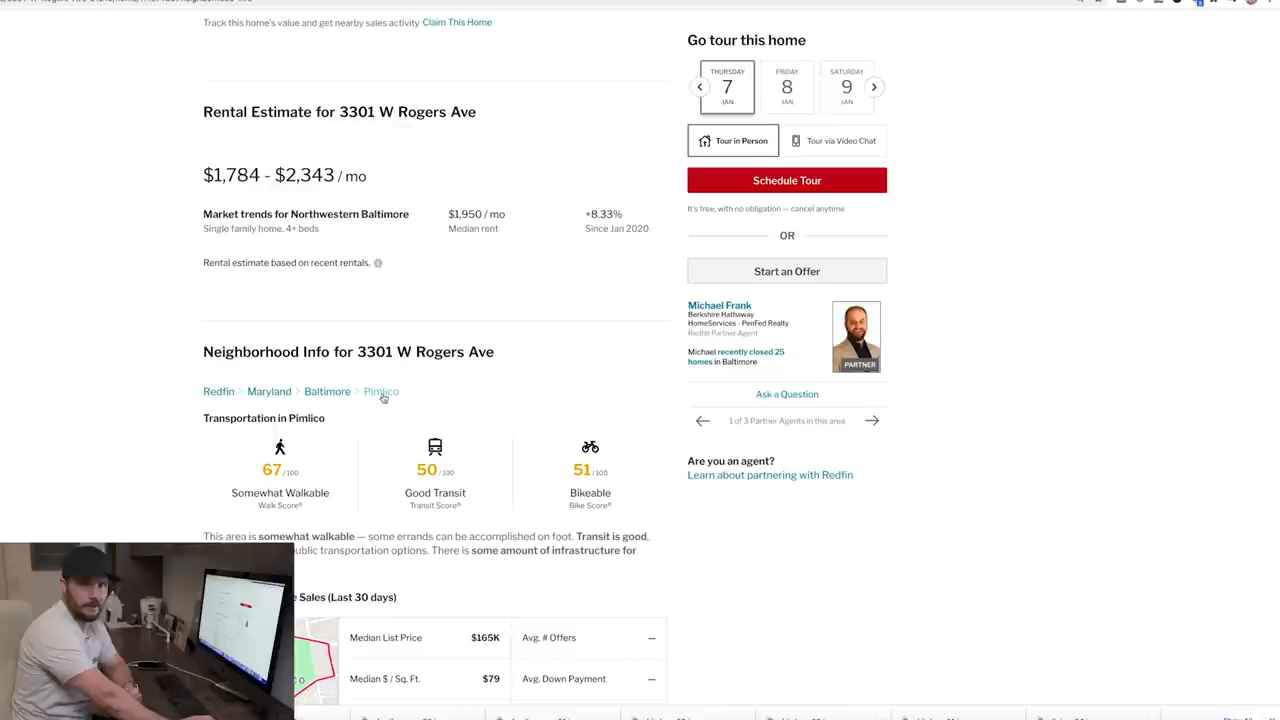 Track this home's value and get nearby sales activity Claim This Home
Rental Estimate for 3301 W Rogers Ave
$1,784 - $2,343 / mo
Market trends for Northwestern Baltimore
Single family home. 4+ beds
$1,950 / mo
Median rent
+8.33%
Since Jan 2020
Rental estimate based on recent rentals.
Neighborhood Info for 3301 W Rogers Ave
Redfin > Maryland > Baltimore > Pimlico
Transportation in Pimlico
67 /100
Somewhat Walkable
Walk Score®
50 /100
Good Transit
Transit Score®
51 /100
Bikeable
Bike Score®
This area is somewhat walkable — some errands can be accomplished on foot. Transit is good,
ublic transportation options. There is some amount of infrastructure for
e Sales (Last 30 days)
Median List Price $165K
Avg. # Offers —
Median $ / Sq. Ft. $79
Avg. Down Payment —
Go tour this home
THURSDAY
7
JAN
FRIDAY
8
JAN
SATURDAY
9
JAN
Tour in Person
Tour via Video Chat
Schedule Tour
It's free, with no obligation — cancel anytime
OR
Start an Offer
Michael Frank
Berkshire Hathaway
HomeServices - PenFed Realty
Redfin Partner Agent
Michael recently closed 25
homes in Baltimore
PARTNER
Ask a Question
1 of 3 Partner Agents in this area
Are you an agent?
Learn about partnering with Redfin